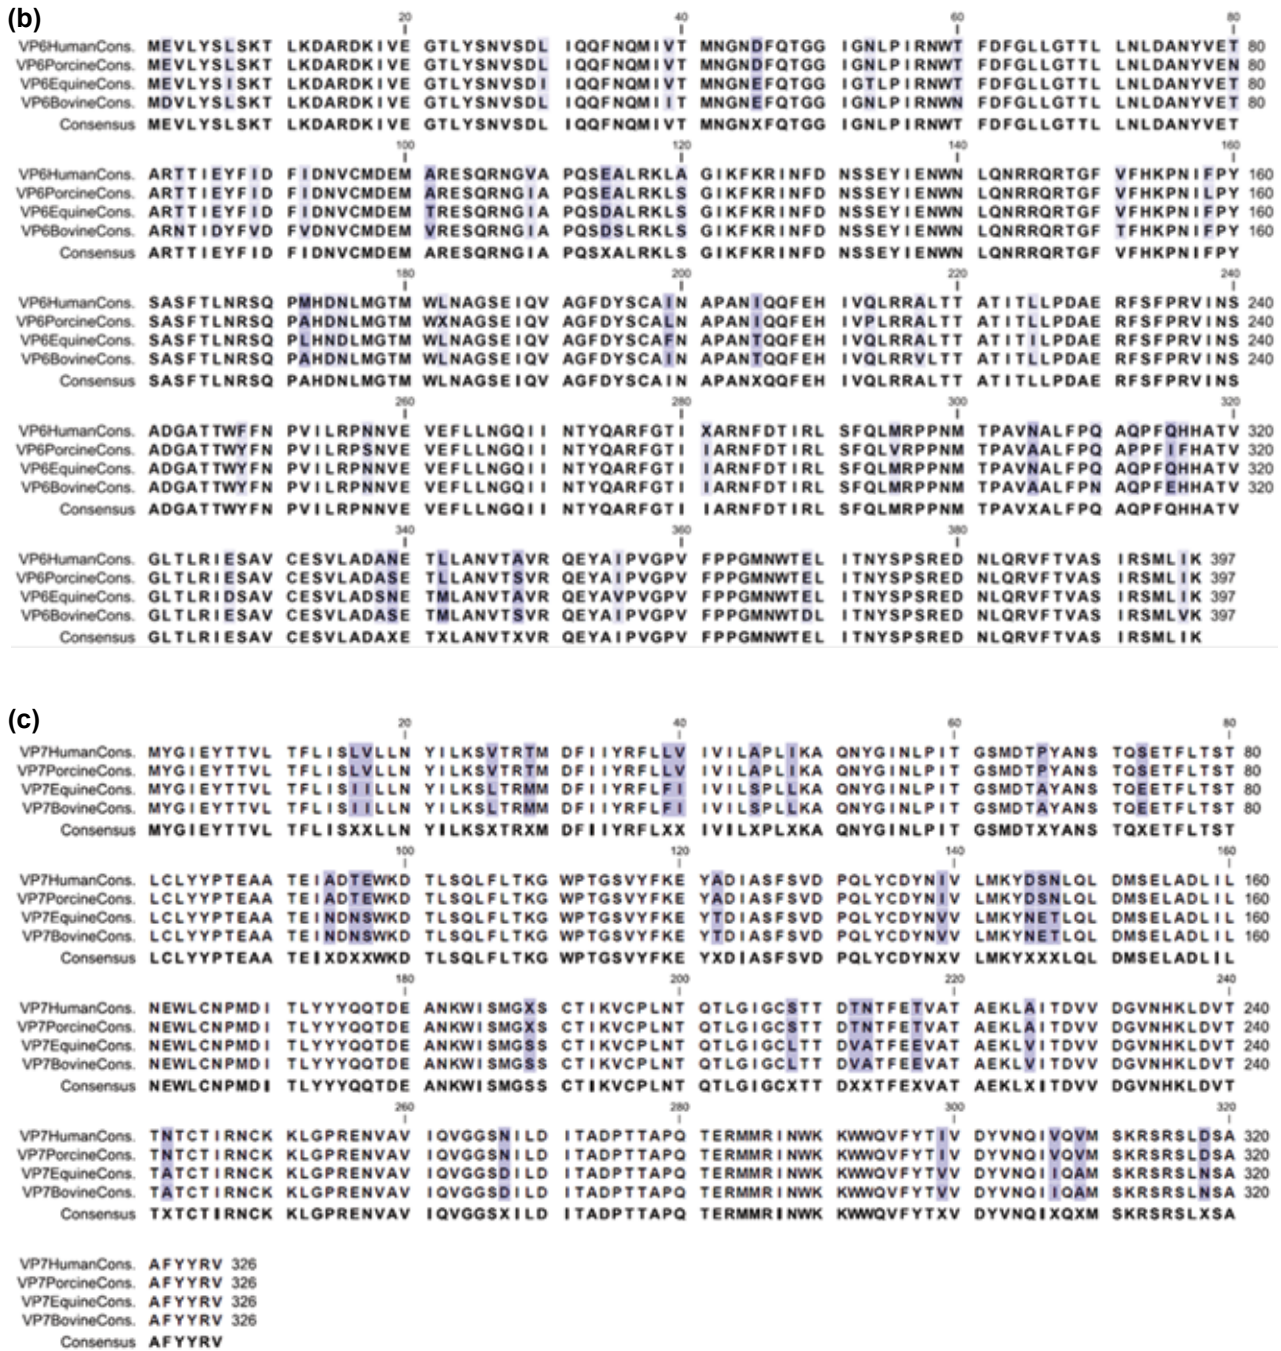 (b)
20 40 60 80
VP6HumanCons. MEVLYSLSKT LKDARDKIVE GTLYSNVSDL IQQFNQMIVT MNGNDFQTGG IGNLPIRNWT FDFGLLGTTL LNLDANYVET 80
VP6PorcineCons. MEVLYSLSKT LKDARDKIVE GTLYSNVSDL IQQFNQMIVT MNGNDFQTGG IGNLPIRNWT FDFGLLGTTL LNLDANYVEN 80
VP6EquineCons. MEVLYSISKT LKDARDKIVE GTLYSNVSDI IQQFNQMIVT MNGNEFQTGG IGTLPIRNWT FDFGLLGTTL LNLDANYVET 80
VP6BovineCons. MDVLYSLSKT LKDARDKIVE GTLYSNVSDL IQQFNQMIIT MNGNEFQTGG IGNLPIRNWN FDFGLLGTTL LNLDANYVET 80
Consensus MEVLYSLSKT LKDARDKIVE GTLYSNVSDL IQQFNQMIVT MNGNXFQTGG IGNLPIRNWT FDFGLLGTTL LNLDANYVET
100 120 140 160
VP6HumanCons. ARTTIEYFID FIDNVCMDEM ARESQRNGVA PQSEALRKLA GIKFKRINFD NSSEYIENWN LQNRRQRTGF VFHKPNIFPY 160
VP6PorcineCons. ARTTIEYFID FIDNVCMDEM ARESQRNGIA PQSEALRKLS GIKFKRINFD NSSEYIENWN LQNRRQRTGF VFHKPNILPY 160
VP6EquineCons. ARTTIEYFID FIDNVCMDEM TRESQRNGIA PQSDALRKLS GIKFKRINFD NSSEYIENWN LQNRRQRTGF VFHKPNIFPY 160
VP6BovineCons. ARNTIDYFVD FVDNVCMDEM VRESQRNGIA PQSDSLRKLS GIKFKRINFD NSSEYIENWN LQNRRQRTGF TFHKPNIFPY 160
Consensus ARTTIEYFID FIDNVCMDEM ARESQRNGIA PQSXALRKLS GIKFKRINFD NSSEYIENWN LQNRRQRTGF VFHKPNIFPY
180 200 220 240
VP6HumanCons. SASFTLNRSQ PMHDNLMGTM WLNAGSEIQV AGFDYSCAIN APANIQQFEH IVQLRRALTT ATITLLPDAE RFSFPRVINS 240
VP6PorcineCons. SASFTLNRSQ PAHDNLMGTM WXNAGSEIQV AGFDYSCALN APANIQQFEH IVPLRRALTT ATITLLPDAE RFSFPRVINS 240
VP6EquineCons. SASFTLNRSQ PLHNDLMGTM WLNAGSEIQV AGFDYSCAFN APANIQQFEH IVQLRRALTT ATITILPDAE RFSFPRVINS 240
VP6BovineCons. SASFTLNRSQ PAHDNLMGTM WLNAGSEIQV AGFDYSCAIN APANTQQFEH IVQLRRVLTT ATITLLPDAE RFSFPRVINS 240
Consensus SASFTLNRSQ PAHDNLMGTM WLNAGSEIQV AGFDYSCAIN APANXQQFEH IVQLRRALTT ATITLLPDAE RFSFPRVINS
260 280 300 320
VP6HumanCons. ADGATTWFFN PVILRPNNVE VEFLLNGQII NTYQARFGTI XARNFDTIRL SFQLMRPPNM TPAVNALFPQ AQPFQHHATV 320
VP6PorcineCons. ADGATTWYFN PVILRPSNVE VEFLLNGQII NTYQARFGTI IARNFDTIRL SFQLVRPPNM TPAVAALFPQ APPFIFHATV 320
VP6EquineCons. ADGATTWYFN PVILRPNNVE VEFLLNGQII NTYQARFGTI IARNFDTIRL SFQLMRPPNM TPAVNALFPQ AQPFQHHATV 320
VP6BovineCons. ADGATTWYFN PVILRPNNVE VEFLLNGQII NTYQARFGTI IARNFDTIRL SFQLMRPPNM TPAVAALFPN AQPFEHHATV 320
Consensus ADGATTWYFN PVILRPNNVE VEFLLNGQII NTYQARFGTI IARNFDTIRL SFQLMRPPNM TPAVXALFPQ AQPFQHHATV
340 360 380
VP6HumanCons. GLTLRIESAV CESVLADANE TLLANVTAVR QEYAIPVGPV FPPGMNWTEL ITNYSPSRED NLQRVFTVAS IRSMLIK 397
VP6PorcineCons. GLTLRIESAV CESVLADASE TLLANVTSVR QEYAIPVGPV FPPGMNWTEL ITNYSPSRED NLQRVFTVAS IRSMLIK 397
VP6EquineCons. GLTLRIDSAV CESVLADSNE TMLANVTAVR QEYAVPVGPV FPPGMNWTEL ITNYSPSRED NLQRVFTVAS IRSMLIK 397
VP6BovineCons. GLTLRIESAV CESVLADASE TMLANVTSVR QEYAIPVGPV FPPGMNWTDL ITNYSPSRED NLQRVFTVAS IRSMLVK 397
Consensus GLTLRIESAV CESVLADAXE TXLANVTXVR QEYAIPVGPV FPPGMNWTEL ITNYSPSRED NLQRVFTVAS IRSMLIK
(c)
20 40 60 80
VP7HumanCons. MYGIEYTTVL TFLISLVLLN YILKSVTRTM DFIIYRFLLV IVILAPLIKA QNYGINLPIT GSMDTPYANS TQSETFLTST 80
VP7PorcineCons. MYGIEYTTVL TFLISLVLLN YILKSVTRTM DFIIYRFLLV IVILAPLIKA QNYGINLPIT GSMDTPYANS TQSETFLTST 80
VP7EquineCons. MYGIEYTTVL TFLISIILLN YILKSLTRMM DFIIYRFLFI IVILSPLLKA QNYGINLPIT GSMDTAYANS TQEETFLTST 80
VP7BovineCons. MYGIEYTTVL TFLISIILLN YILKSLTRMM DFIIYRFLFI IVILSPLLKA QNYGINLPIT GSMDTAYANS TQEETFLTST 80
Consensus MYGIEYTTVL TFLISXXLLN YILKSXTRXM DFIIYRFLXX IVILXPLXKA QNYGINLPIT GSMDTXYANS TQXETFLTST
100 120 140 160
VP7HumanCons. LCLYYPTEAA TEIADTEWKD TLSQLFLTKG WPTGSVYFKE YADIASFSVD PQLYCDYNIV LMKYDSNLQL DMSELADLIL 160
VP7PorcineCons. LCLYYPTEAA TEIADTEWKD TLSQLFLTKG WPTGSVYFKE YADIASFSVD PQLYCDYNIV LMKYDSNLQL DMSELADLIL 160
VP7EquineCons. LCLYYPTEAA TEINDNSWKD TLSQLFLTKG WPTGSVYFKE YTDIASFSVD PQLYCDYNVV LMKYNETLQL DMSELADLIL 160
VP7BovineCons. LCLYYPTEAA TEINDNSWKD TLSQLFLTKG WPTGSVYFKE YTDIASFSVD PQLYCDYNVV LMKYNETLQL DMSELADLIL 160
Consensus LCLYYPTEAA TEIXDXXWKD TLSQLFLTKG WPTGSVYFKE YXDIASFSVD PQLYCDYNXV LMKYXXXLQL DMSELADLIL
180 200 220 240
VP7HumanCons. NEWLCNPMDI TLYYYQQTDE ANKWISMGXS CTIKVCPLNT QTLGIGCSTT DTNTFETVAT AEKLAITDVV DGVNHKLDVT 240
VP7PorcineCons. NEWLCNPMDI TLYYYQQTDE ANKWISMGXS CTIKVCPLNT QTLGIGCSTT DTNTFETVAT AEKLAITDVV DGVNHKLDVT 240
VP7EquineCons. NEWLCNPMDI TLYYYQQTDE ANKWISMGSS CTIKVCPLNT QTLGIGCLTT DVATFEEVAT AEKLVITDVV DGVNHKLDVT 240
VP7BovineCons. NEWLCNPMDI TLYYYQQTDE ANKWISMGSS CTIKVCPLNT QTLGIGCLTT DVATFEEVAT AEKLVITDVV DGVNHKLDVT 240
Consensus NEWLCNPMDI TLYYYQQTDE ANKWISMGSS CTIKVCPLNT QTLGIGCXTT DXXTFEXVAT AEKLXITDVV DGVNHKLDVT
260 280 300 320
VP7HumanCons. TNTCTIRNCK KLGPRENVAV IQVGGSNILD ITADPTTAPQ TERMMRINWK KWWQVFYTIV DYVNQIVQVM SKRSRSLDSA 320
VP7PorcineCons. TNTCTIRNCK KLGPRENVAV IQVGGSNILD ITADPTTAPQ TERMMRINWK KWWQVFYTIV DYVNQIVQVM SKRSRSLDSA 320
VP7EquineCons. TATCTIRNCK KLGPRENVAV IQVGGSDILD ITADPTTAPQ TERMMRINWK KWWQVFYTVV DYVNQIVQAM SKRSRSLNSA 320
VP7BovineCons. TATCTIRNCK KLGPRENVAV IQVGGSDILD ITADPTTAPQ TERMMRINWK KWWQVFYTVV DYVNQIIQAM SKRSRSLNSA 320
Consensus TXTCTIRNCK KLGPRENVAV IQVGGSXILD ITADPTTAPQ TERMMRINWK KWWQVFYTXV DYVNQIXQXM SKRSRSLXSA
VP7HumanCons. AFYYRV 326
VP7PorcineCons. AFYYRV 326
VP7EquineCons. AFYYRV 326
VP7BovineCons. AFYYRV 326
Consensus AFYYRV